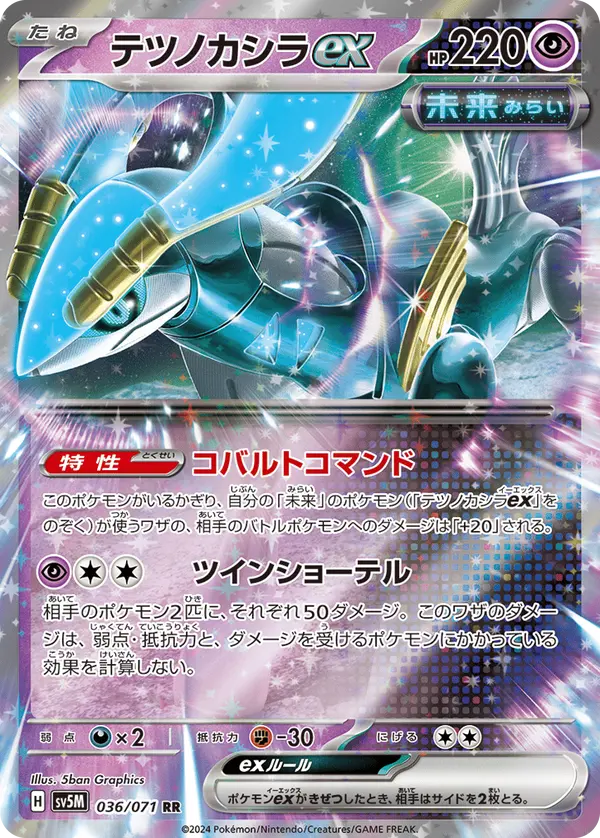 たね テツノカシラex HP220
未来 みらい
特性 とくせい コバルトコマンド
このポケモンがいるかぎり、自分の「未来」のポケモン(「テツノカシラex」を
のぞく)が使うワザの、相手のバトルポケモンへのダメージは「+20」される。
ツインショーテル
相手のポケモン2匹に、それぞれ50ダメージ。このワザのダメー
ジは、弱点・抵抗力と、ダメージを受けるポケモンにかかっている
効果を計算しない。
弱点 ×2 抵抗力 -30 にげる
Illus. 5ban Graphics
exルール
ポケモンexがきぜつしたとき、相手はサイドを2枚とる。
H sv5M 036/071 RR
©2024 Pokémon/Nintendo/Creatures/GAME FREAK.